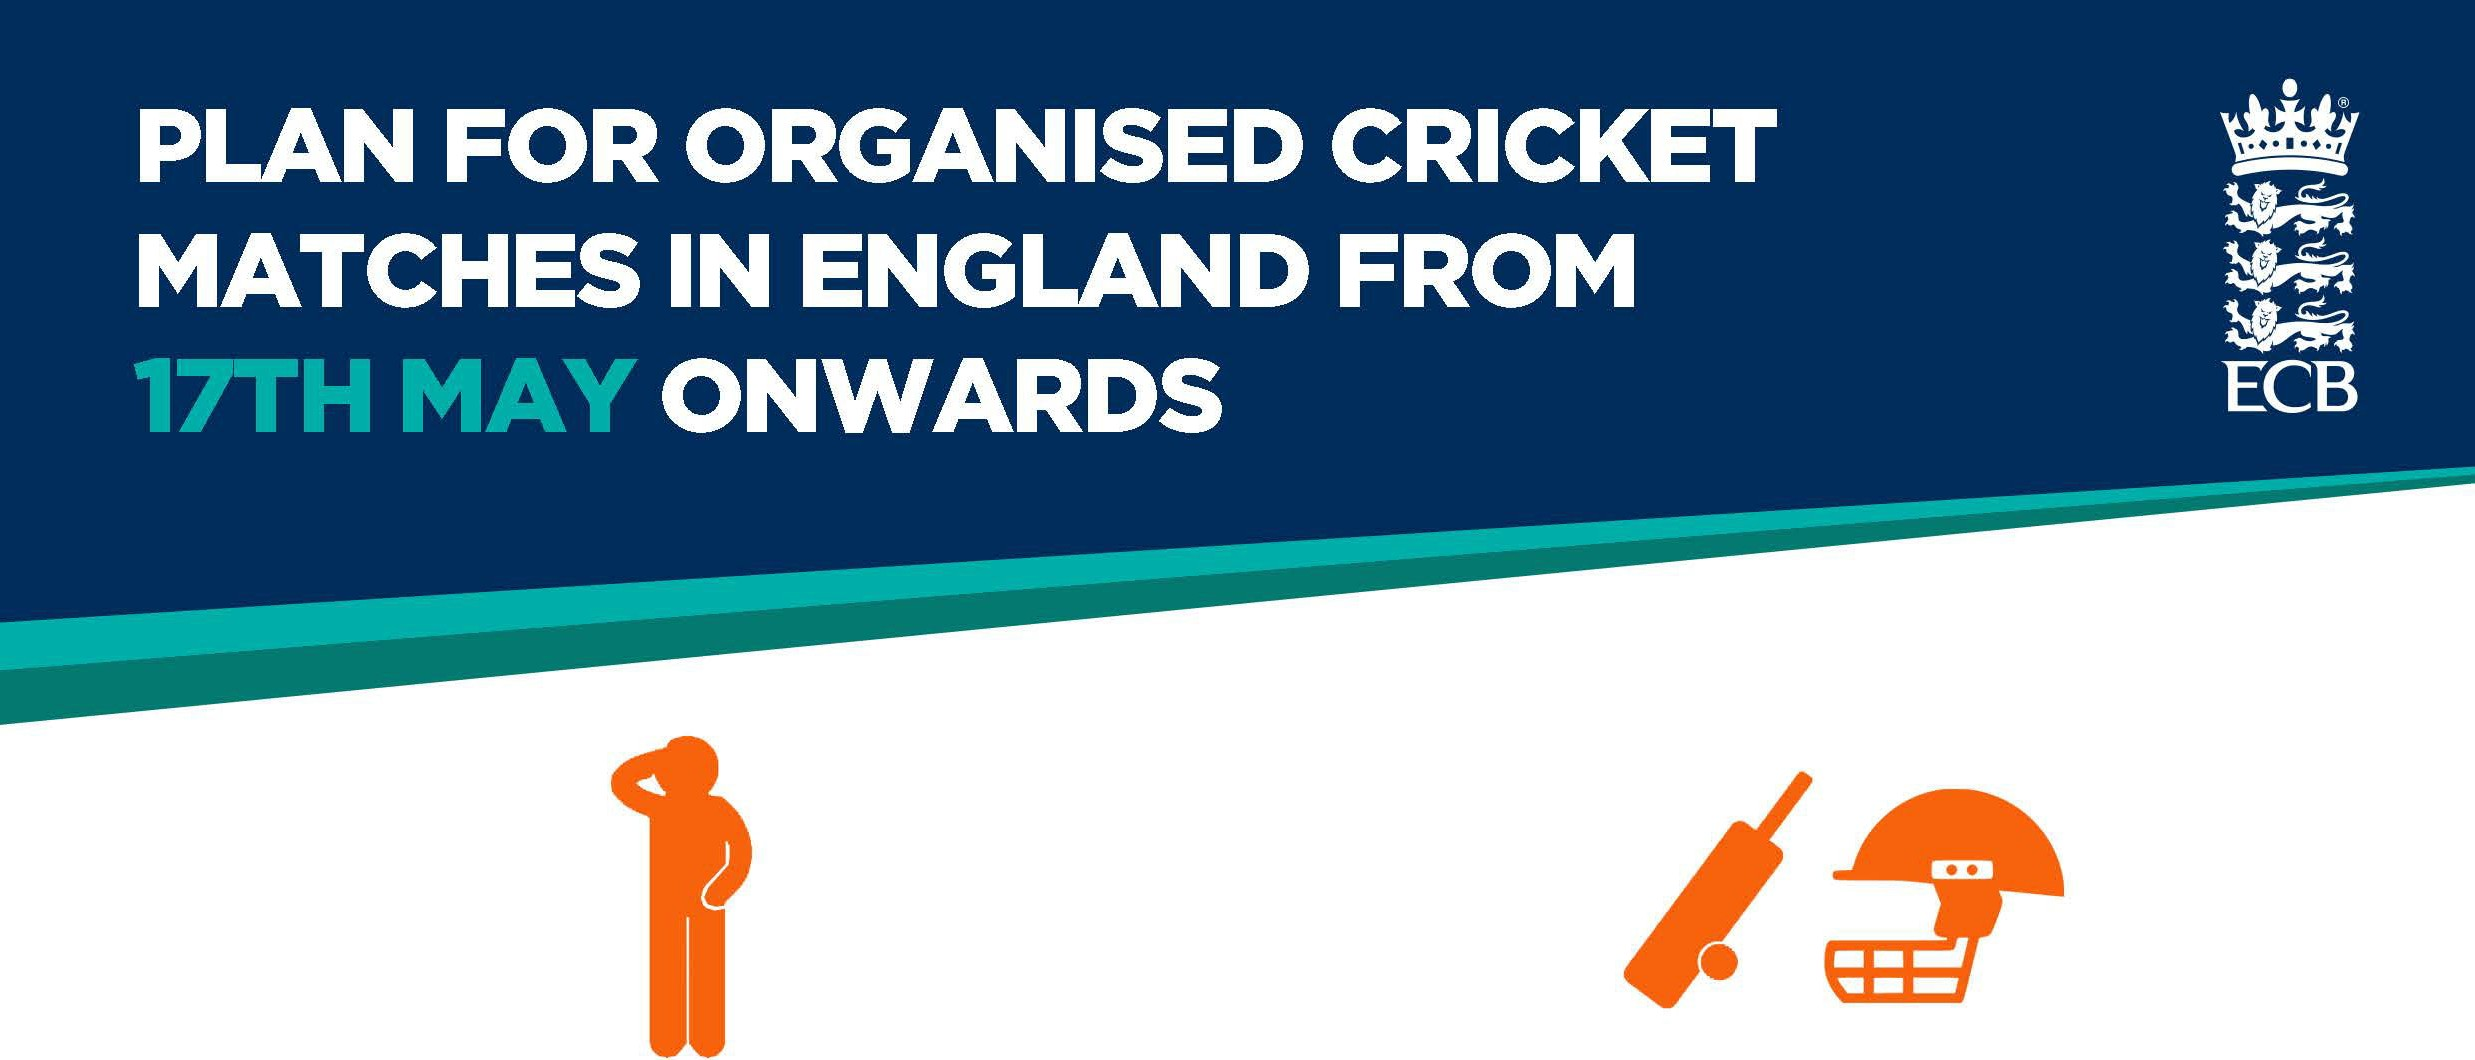 PLAN FOR ORGANISED CRICKET
MATCHES IN ENGLAND FROM
17TH MAY ONWARDS
®
ECB